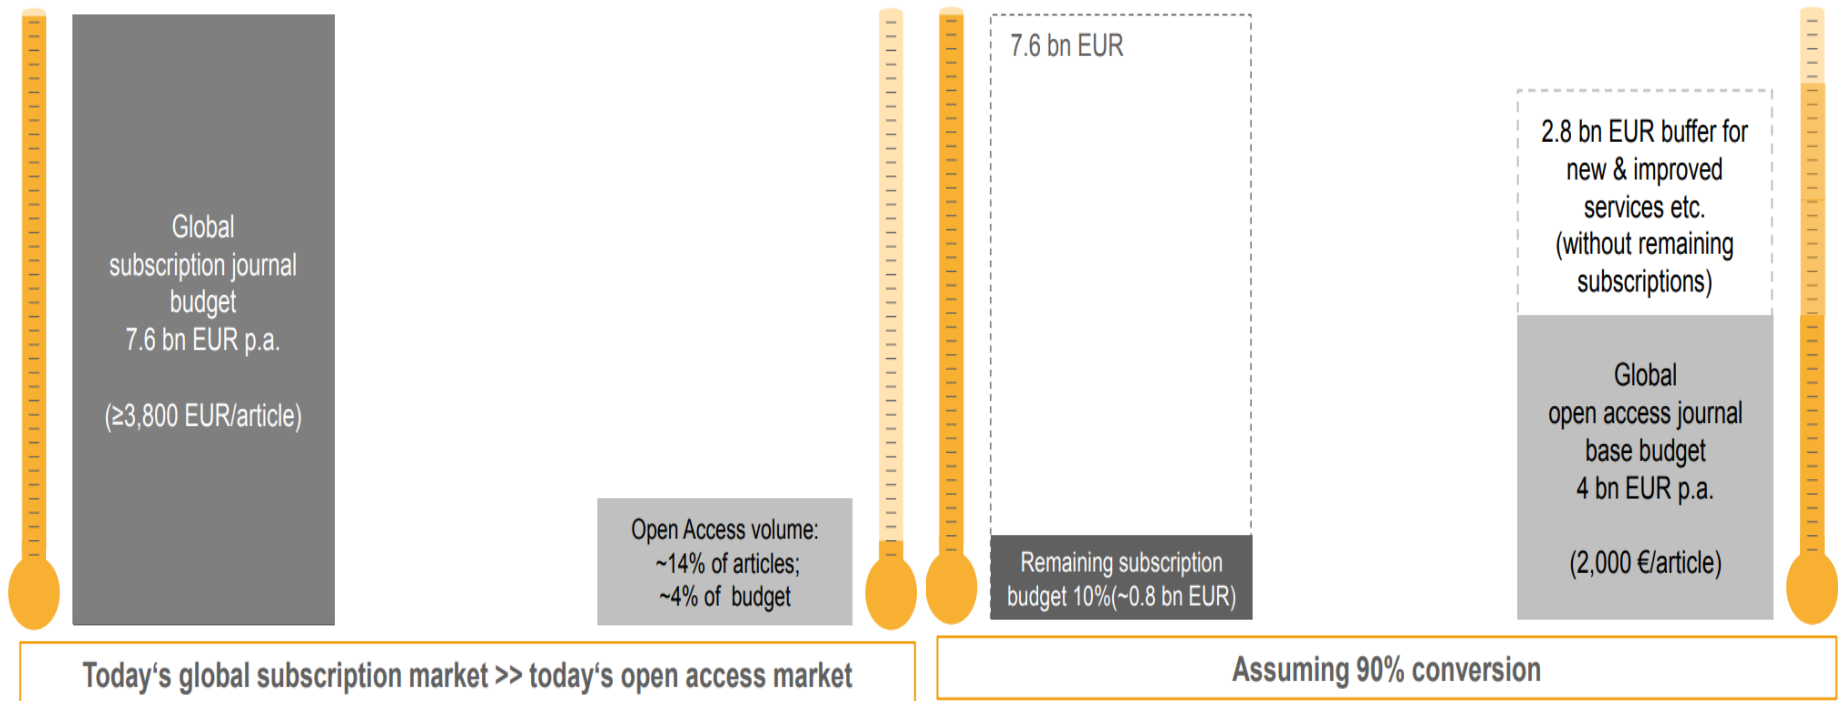 Global
subscription journal
budget
7.6 bn EUR p.a.
(≥3,800 EUR/article)
Open Access volume:
~14% of articles;
~4% of budget
Today‘s global subscription market >> today‘s open access market
7.6 bn EUR
Remaining subscription
budget 10%(~0.8 bn EUR)
2.8 bn EUR buffer for
new & improved
services etc.
(without remaining
subscriptions)
Global
open access journal
base budget
4 bn EUR p.a.
(2,000 €/article)
Assuming 90% conversion